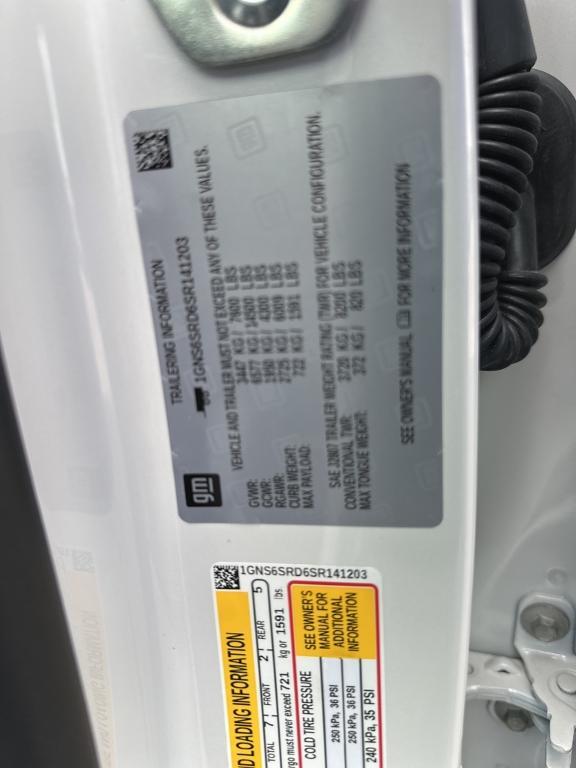 TRAILERING INFORMATION
1GNS6SRD6SR141203
gm
VEHICLE AND TRAILER MUST NOT EXCEED ANY OF THESE VALUES.
GVWR: 3447 KG / 7600 LBS
GCWR: 6577 KG / 14500 LBS
RGAWR: 1950 KG / 4300 LBS
CURB WEIGHT: 2725 KG / 6009 LBS
MAX PAYLOAD: 722 KG / 1591 LBS
SAE J2807 TRAILER WEIGHT RATING (TWR) FOR VEHICLE CONFIGURATION.
CONVENTIONAL TWR: 3720 KG / 8200 LBS
MAX TONGUE WEIGHT: 372 KG / 820 LBS
SEE OWNER'S MANUAL FOR MORE INFORMATION
1GNS6SRD6SR141203
ND LOADING INFORMATION
TOTAL 7 FRONT 2 REAR 5
rgo must never exceed 721 kg or 1591 lbs
COLD TIRE PRESSURE
SEE OWNER'S
MANUAL FOR
ADDITIONAL
INFORMATION
250 kPa, 36 PSI
250 kPa, 36 PSI
240 kPa, 35 PSI